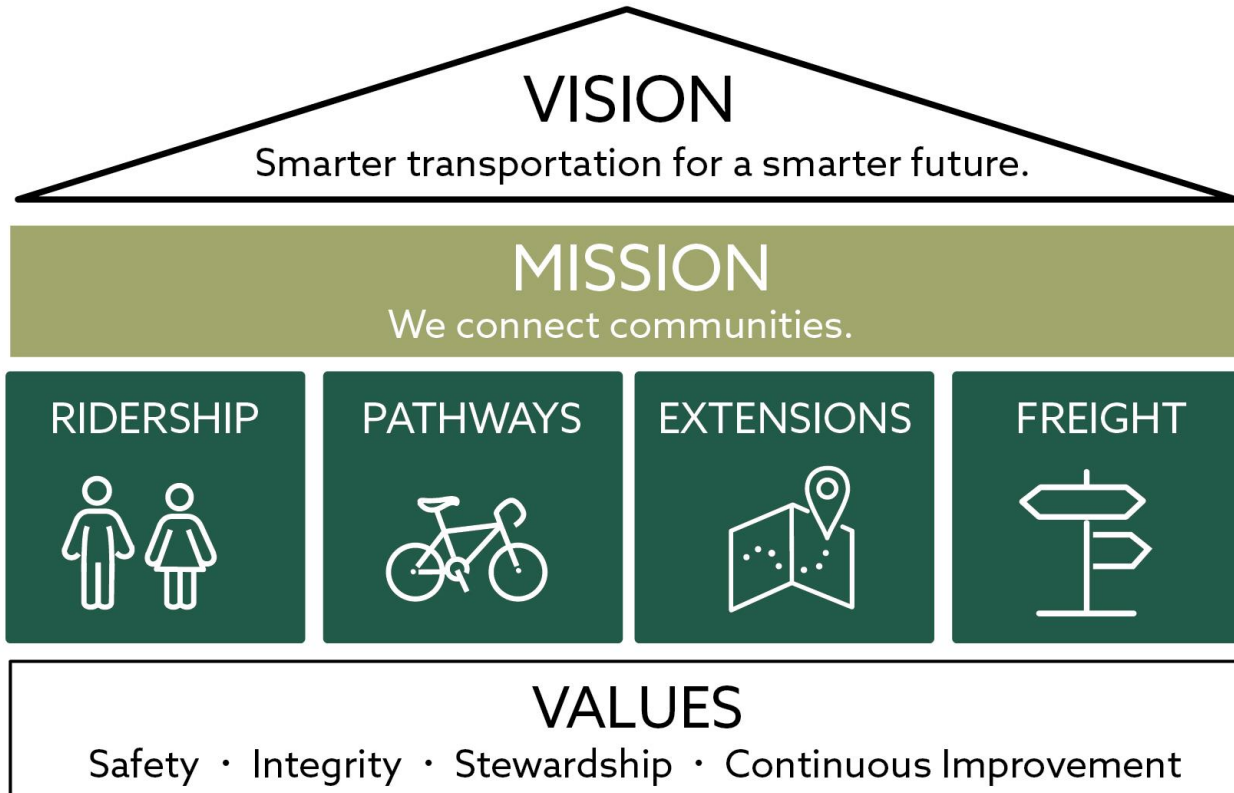 VISION
Smarter transportation for a smarter future.
MISSION
We connect communities.
RIDERSHIP
PATHWAYS
EXTENSIONS
FREIGHT
VALUES
Safety · Integrity · Stewardship · Continuous Improvement